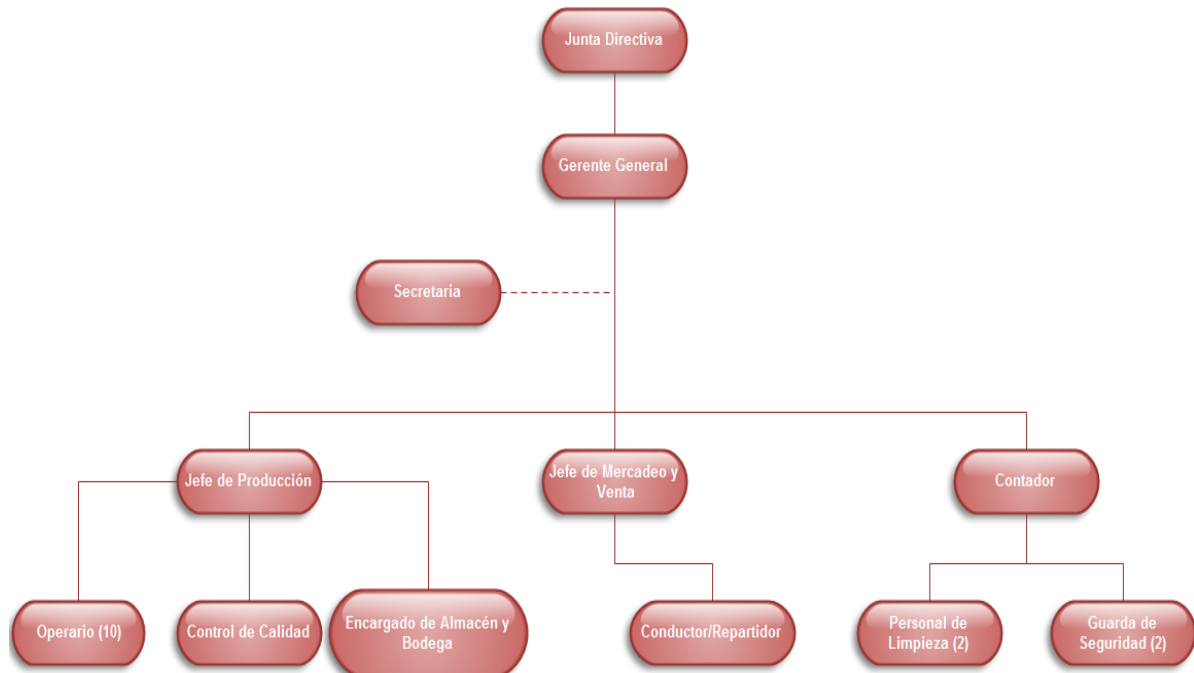 Junta Directiva
Gerente General
Secretaria
Jefe de Producción
Jefe de Mercadeo y
Venta
Contador
Operario (10)
Control de Calidad
Encargado de Almacén y
Bodega
Conductor/Repartidor
Personal de
Limpieza (2)
Guarda de
Seguridad (2)